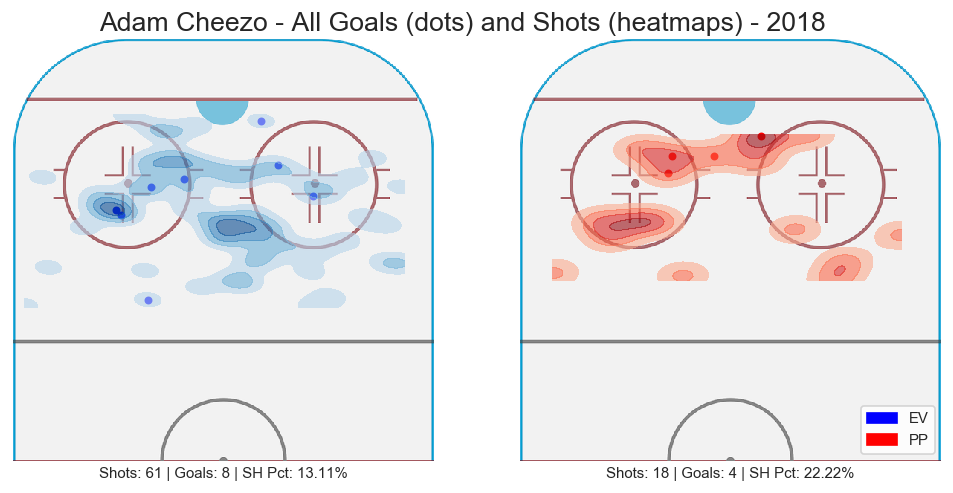 Adam Cheezo - All Goals (dots) and Shots (heatmaps) - 2018
EV
PP
Shots: 61 | Goals: 8 | SH Pct: 13.11%
Shots: 18 | Goals: 4 | SH Pct: 22.22%